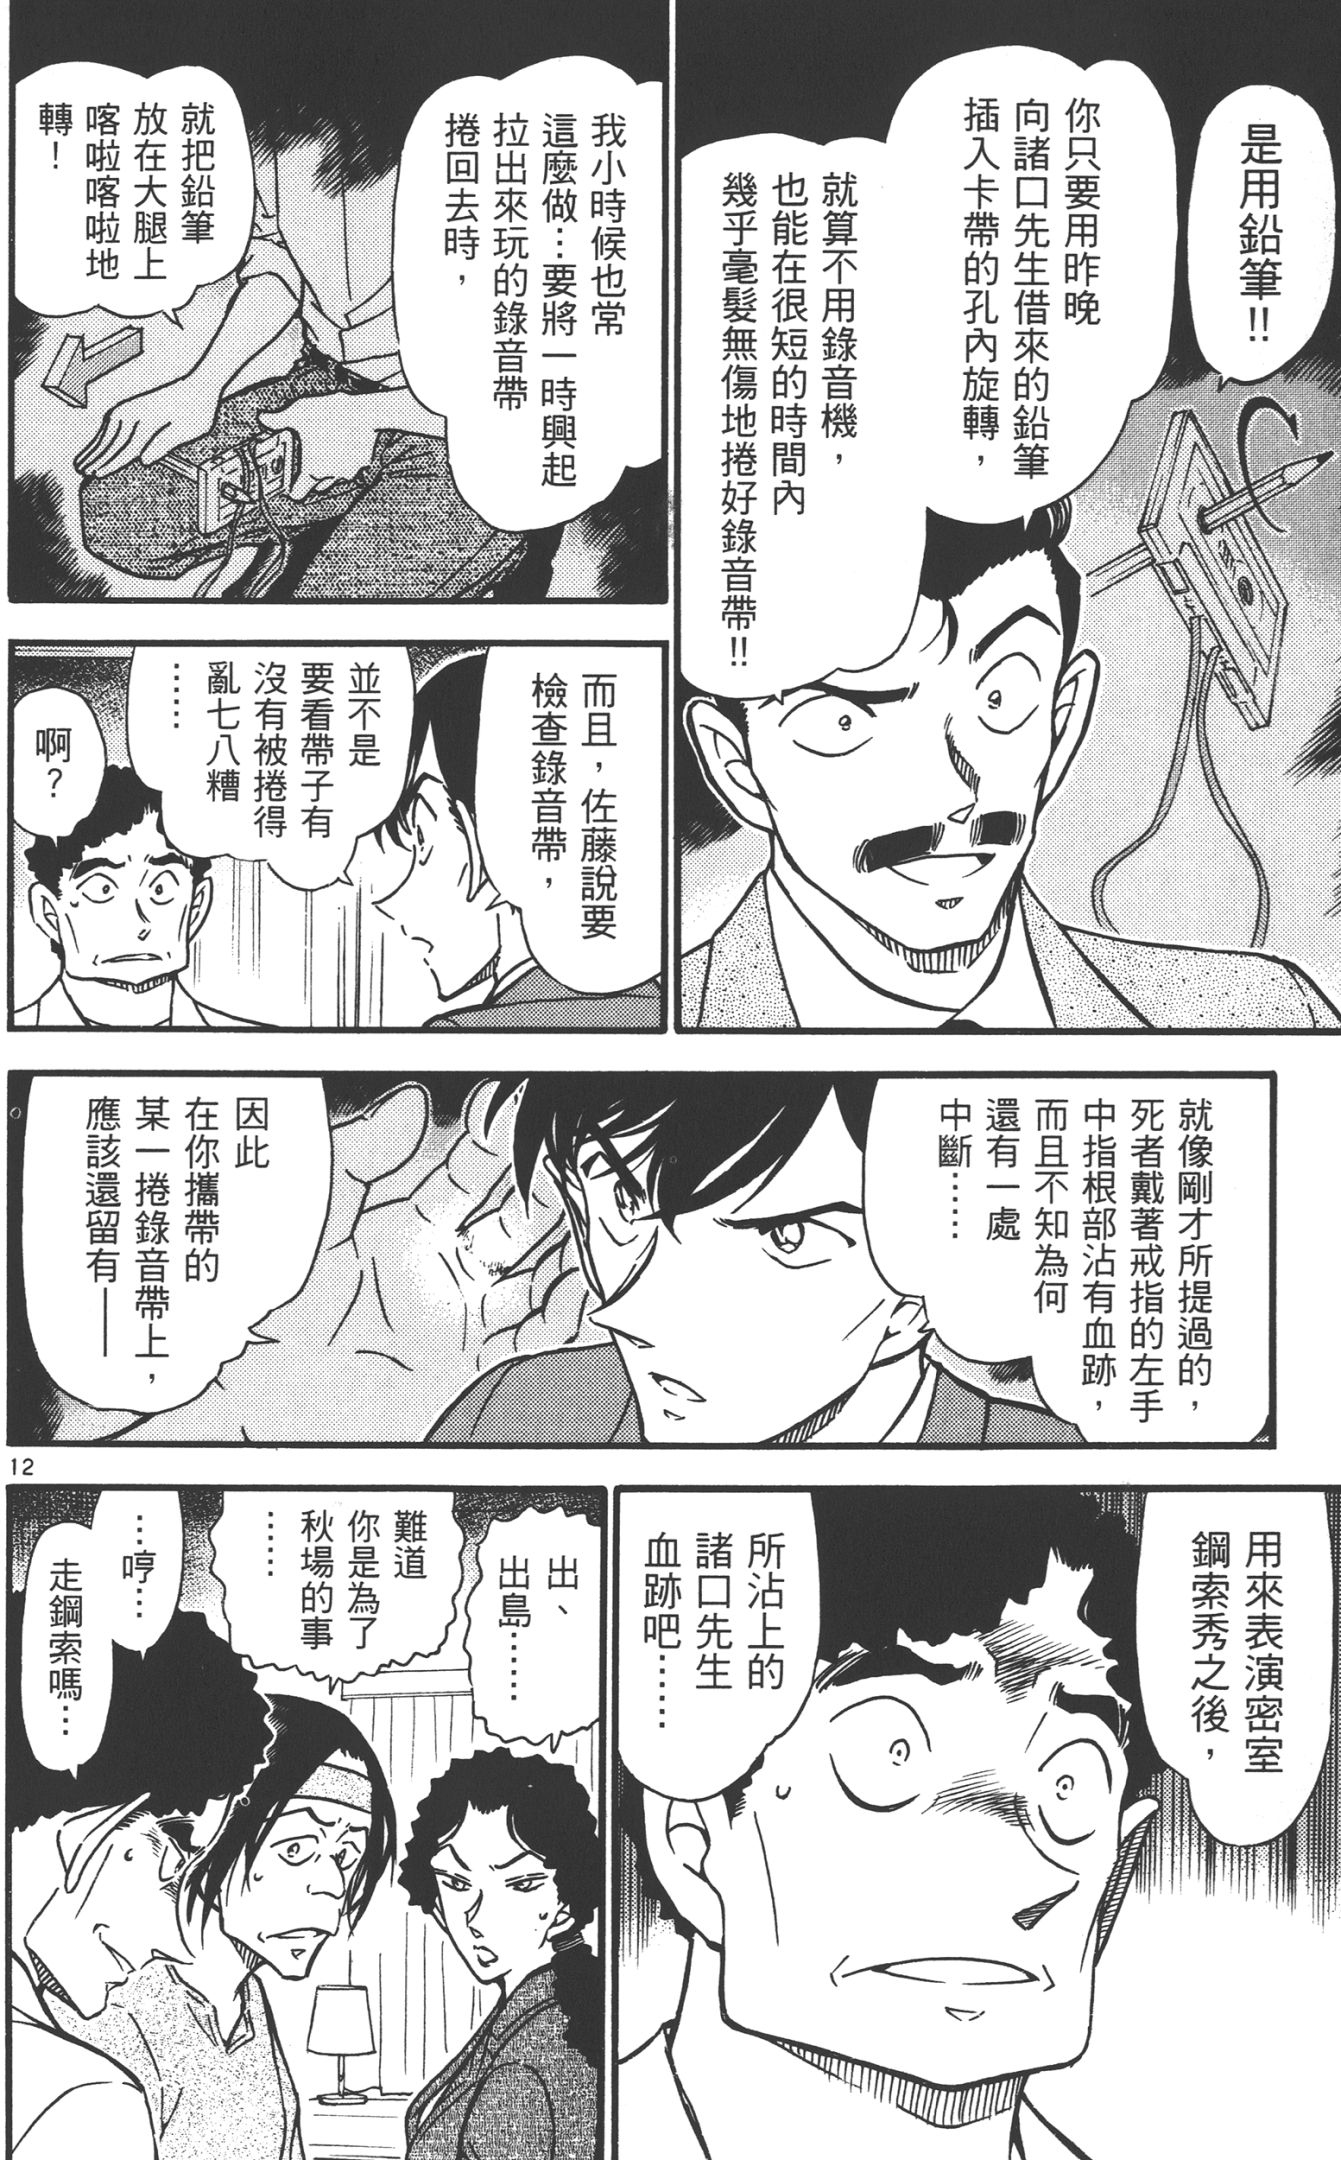 是用鉛筆!!
你只要用昨晚
向諸口先生借來的鉛筆
插入卡帶的孔內旋轉，
就算不用錄音機，
也能在很短的時間內
幾乎毫髮無傷地捲好錄音帶!!
我小時候也常
這麼做…要將一時興起
拉出來玩的錄音帶
捲回去時，
就把鉛筆
放在大腿上
喀啦喀啦地
轉！
而且，佐藤說要
檢查錄音帶，
並不是
要看帶子有
沒有被捲得
亂七八糟
……
啊？
就像剛才所提過的，
死者戴著戒指的左手
中指根部沾有血跡，
而且不知為何
還有一處
中斷……
因此
在你攜帶的
某一捲錄音帶上，
應該還留有——
12
用來表演密室
鋼索秀之後，
所沾上的
諸口先生
血跡吧……
出、
出島……
難道
你是為了
秋場的事
……
…哼…
走鋼索嗎…